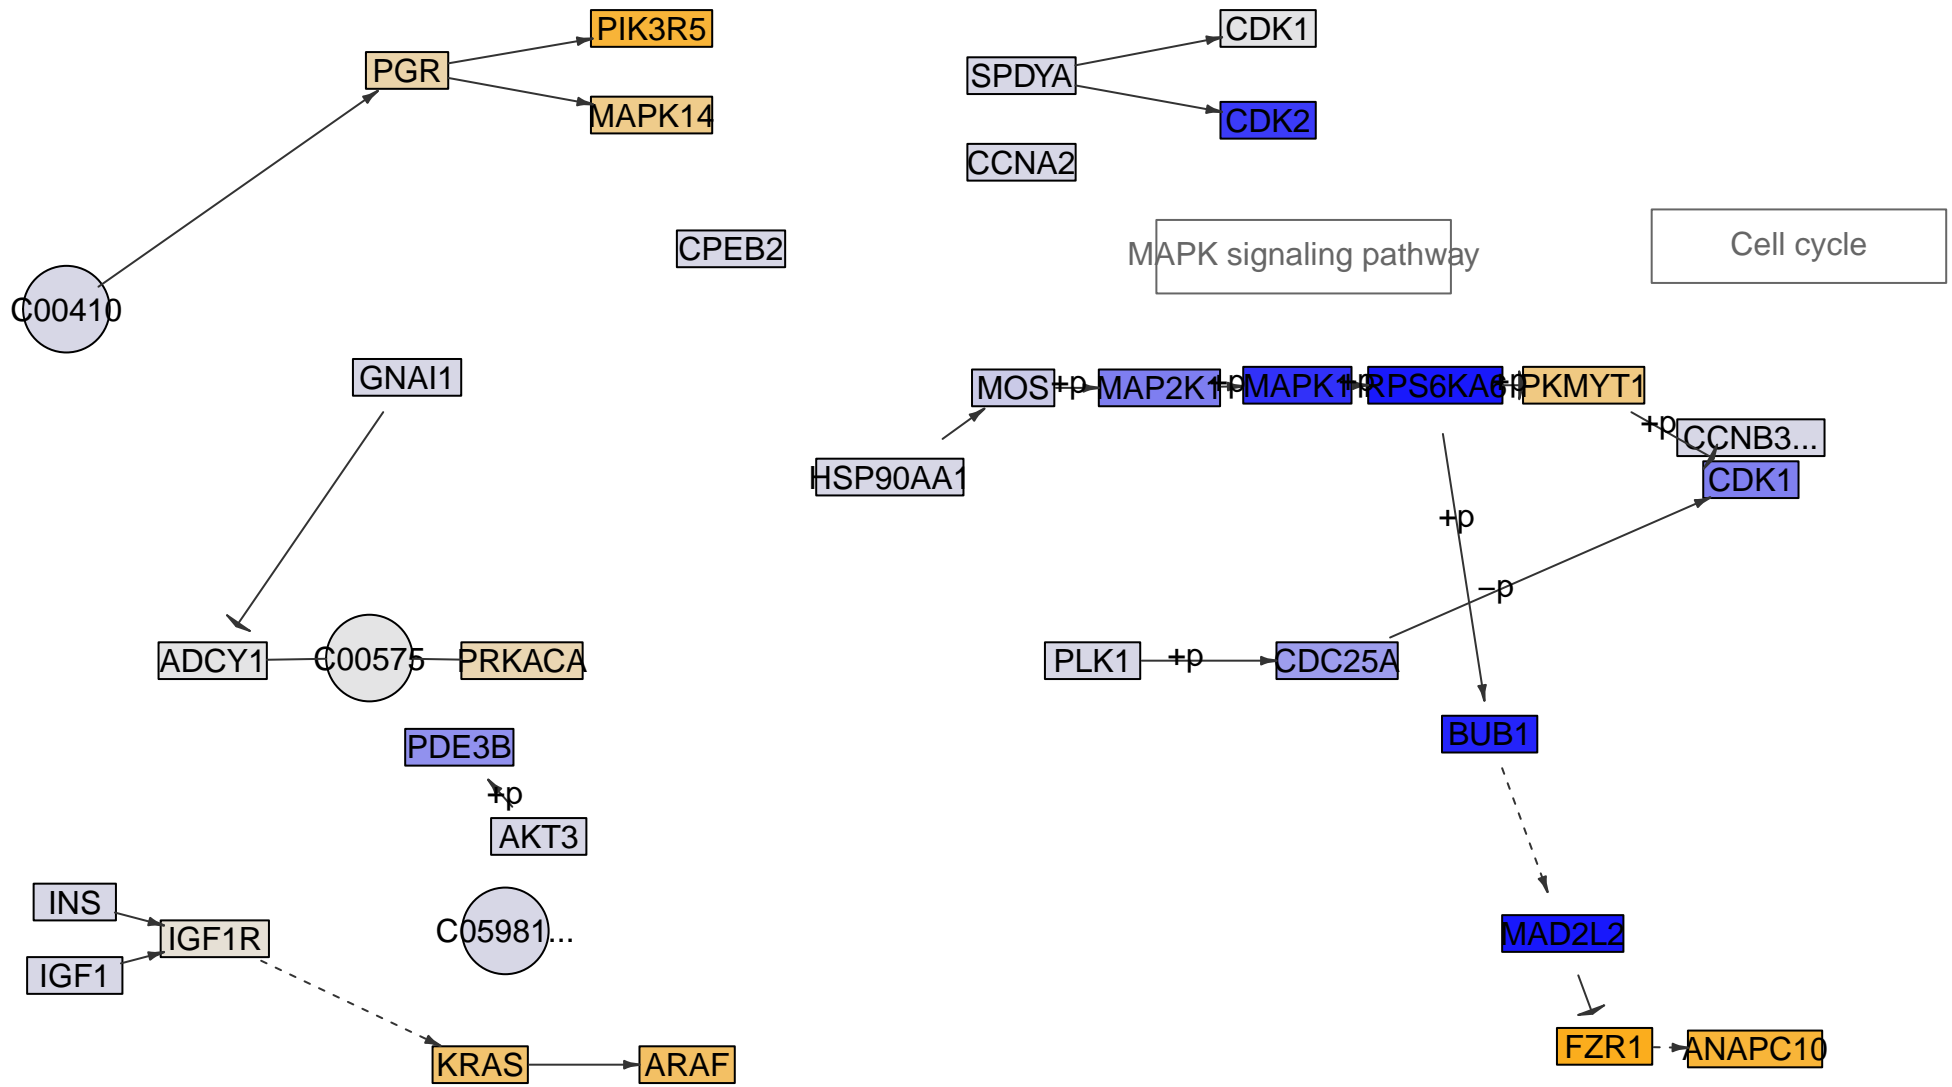 PIK3R5
CDK1
PGR
SPDYA
MAPK14
CDK2
CCNA2
CPEB2
MAPK signaling pathway
Cell cycle
C00410
GNAI1
MOS
+p
MAP2K1
+p
MAPK1
+p
RPS6KA6
+p
PKMYT1
+p
CCNB3...
HSP90AA1
CDK1
+p
−p
ADCY1
C00575
PRKACA
PLK1
+p
CDC25A
PDE3B
BUB1
+p
AKT3
INS
IGF1R
C05981...
MAD2L2
IGF1
KRAS
ARAF
FZR1
ANAPC10